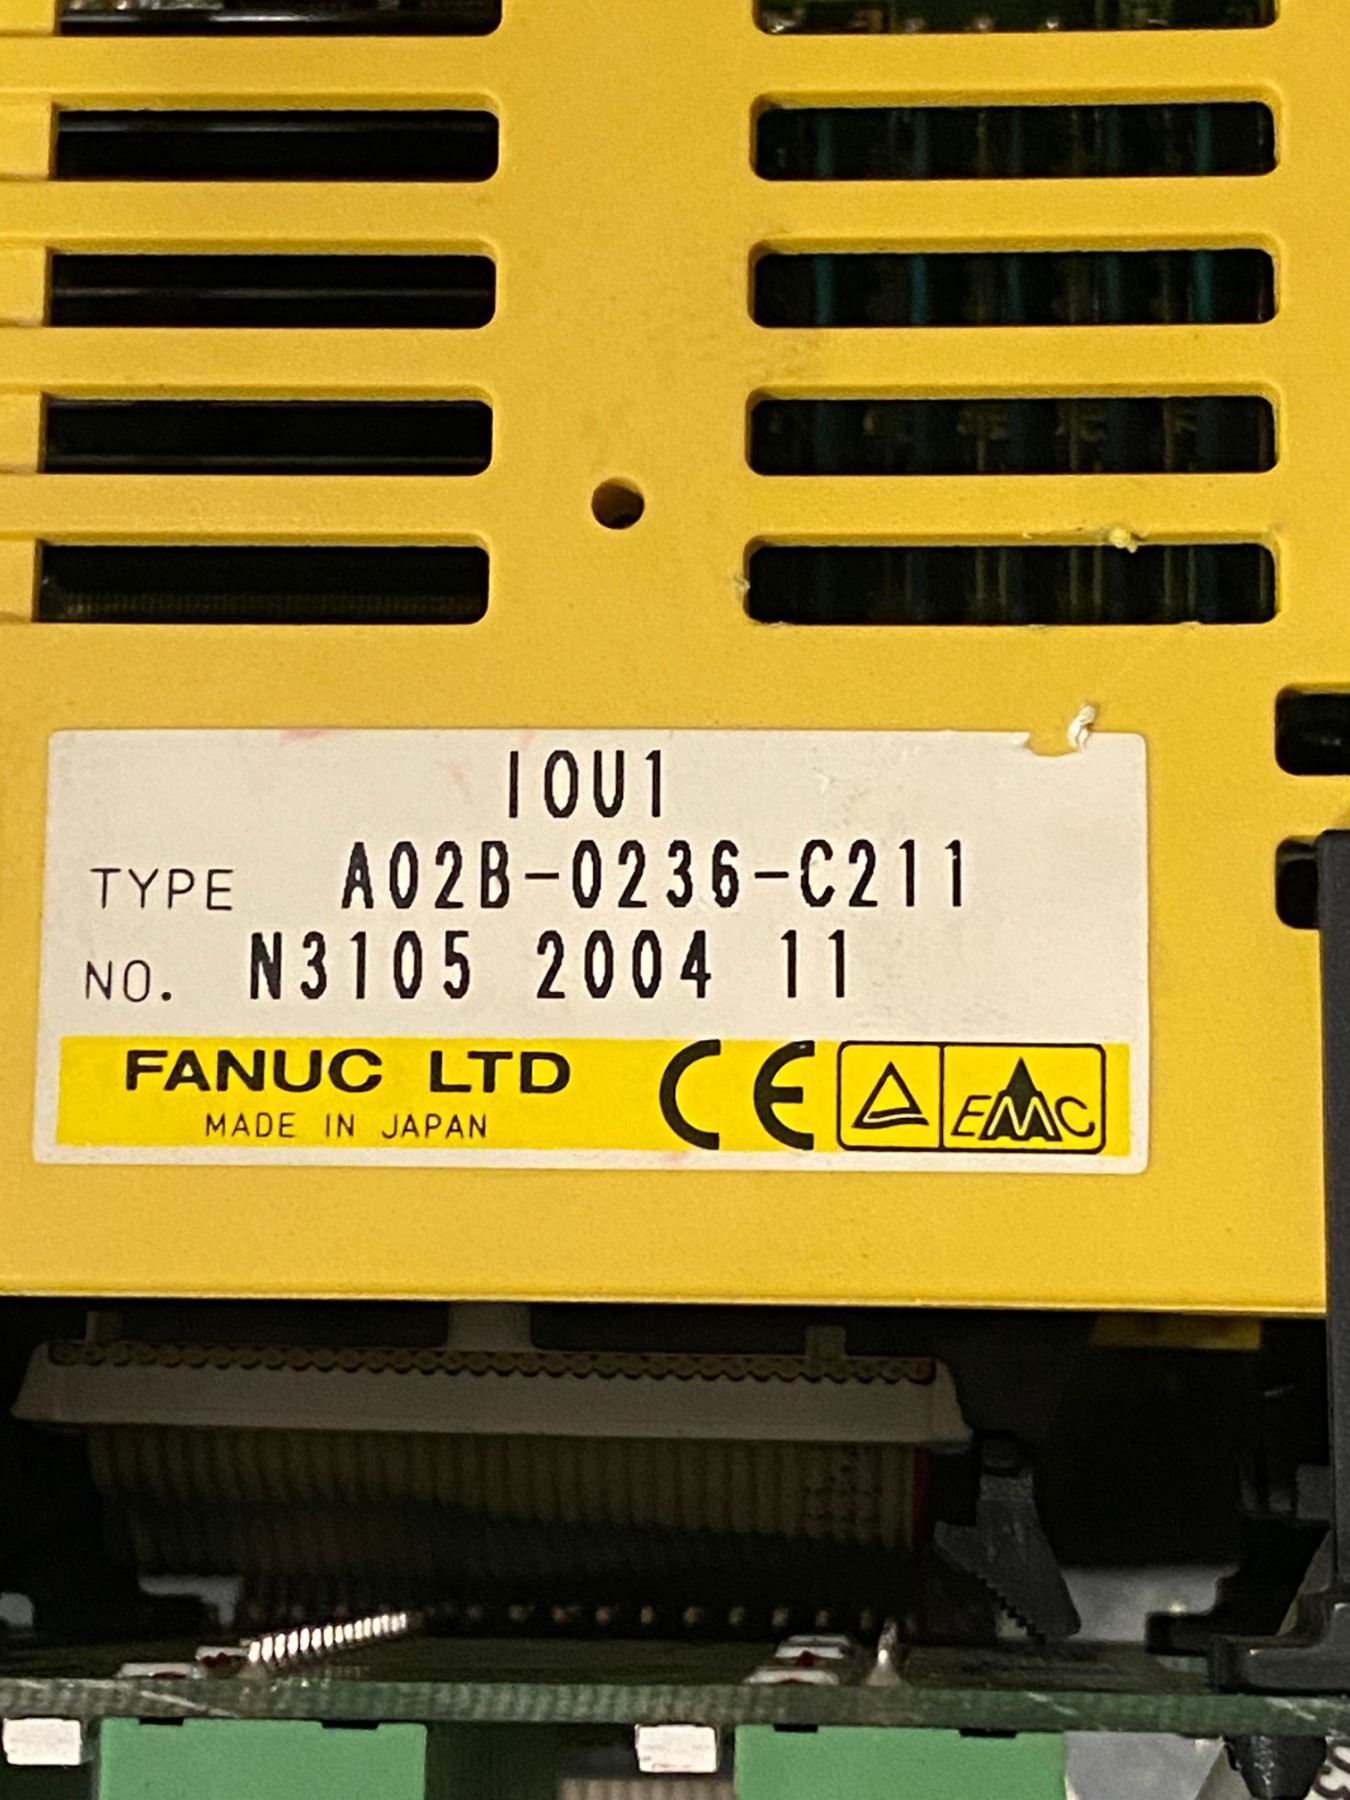 IOU1
TYPE A02B-0236-C211
NO. N3105 2004 11
FANUC LTD CE EMC
MADE IN JAPAN